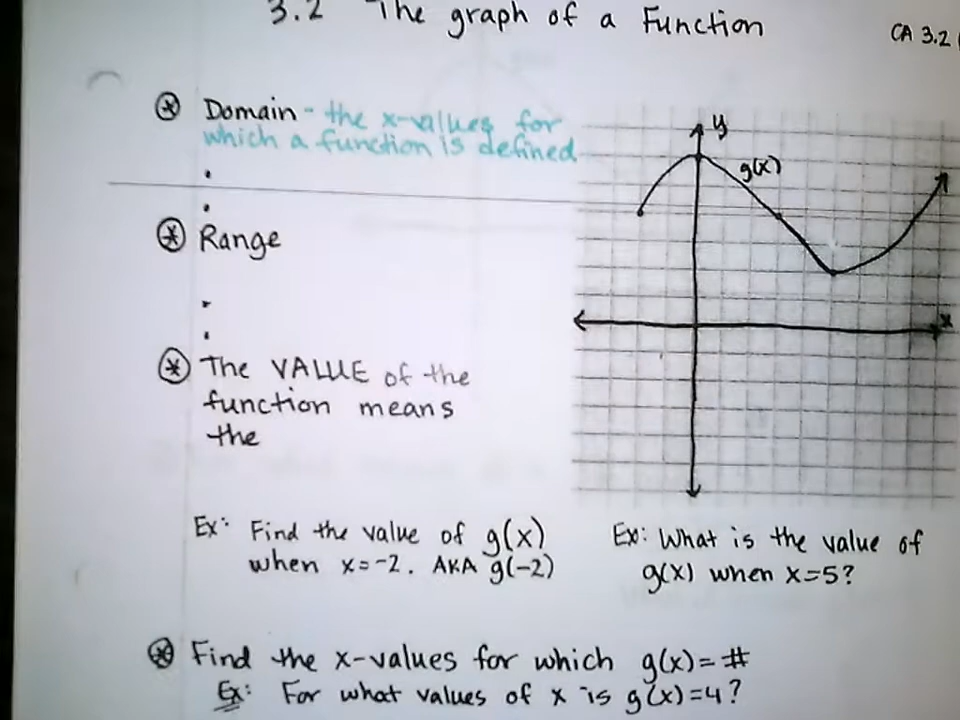 3.2 The graph of a Function
CA 3.2
⊛ Domain - the x-values for
which a function is defined
y
g(x)
⊛ Range
x
⊛ The VALUE of the
function means
the
Ex: Find the value of g(x)
when x=-2. AKA g(-2)
Ex: What is the value of
g(x) when x=5?
⊛ Find the x-values for which g(x)=#
Ex: For what values of x is g(x)=4?